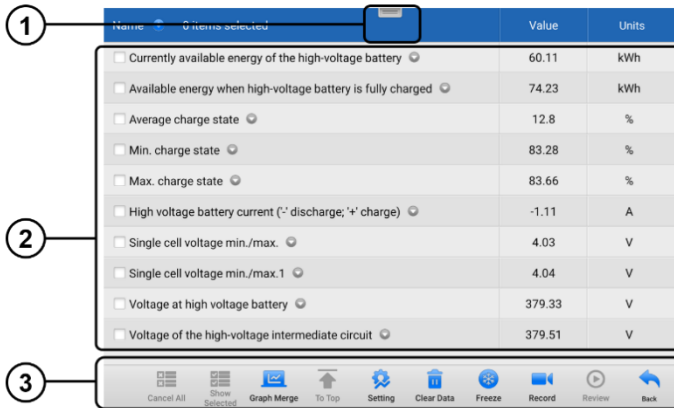 1
Name 0 items selected Value Units
2
Currently available energy of the high-voltage battery 60.11 kWh
Available energy when high-voltage battery is fully charged 74.23 kWh
Average charge state 12.8 %
Min. charge state 83.28 %
Max. charge state 83.66 %
High voltage battery current ('-' discharge; '+' charge) -1.11 A
Single cell voltage min./max. 4.03 V
Single cell voltage min./max.1 4.04 V
Voltage at high voltage battery 379.33 V
Voltage of the high-voltage intermediate circuit 379.51 V
3
Cancel All Show Selected Graph Merge To Top Setting Clear Data Freeze Record Review Back